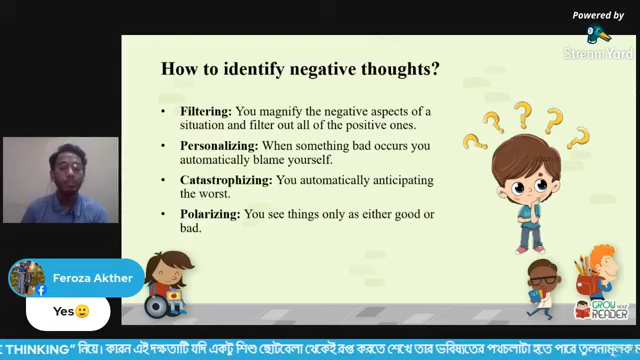 Powered by
StreamYard
How to identify negative thoughts?
• Filtering: You magnify the negative aspects of a
situation and filter out all of the positive ones.
• Personalizing: When something bad occurs you
automatically blame yourself.
• Catastrophizing: You automatically anticipating
the worst.
• Polarizing: You see things only as either good or
bad.
Feroza Akther
Yes🙂
GROW YOUR
READER
E THINKING” নিয়ে। কারন এই দক্ষতাটি যদি একটু শিশু ছোটবেলা থেকেই রপ্ত করতে শেখে তার ভবিষ্যতের পথচলাটা হতে পারে তুলনামূলক